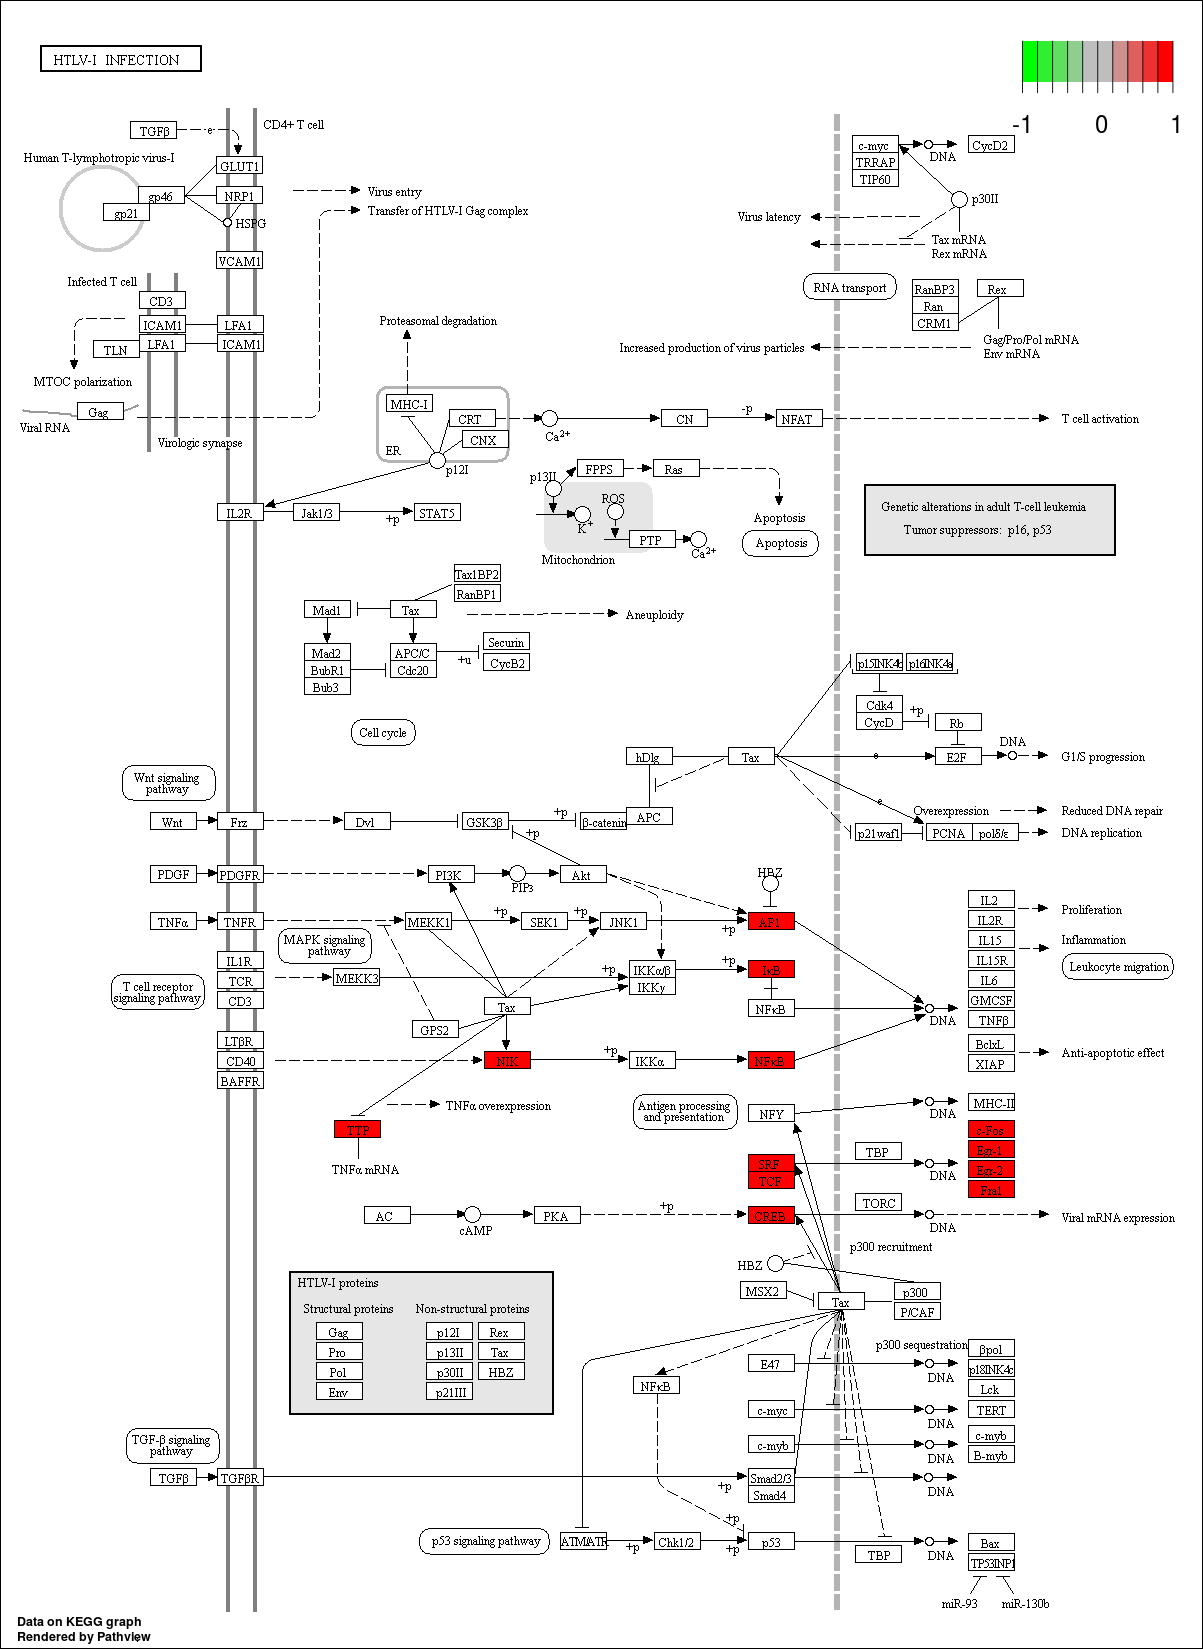 HTLV-I INFECTION
-1 0 1
TGFβ
e
CD4+ T cell
Human T-lymphotropic virus-I
GLUT1
gp46
NRP1
gp21
HSPG
VCAM1
Virus entry
Transfer of HTLV-I Gag complex
c-myc
DNA
CycD2
TRRAP
TIP60
p30II
Virus latency
Tax mRNA
Rex mRNA
RNA transport
RanBP3
Rex
Ran
CRM1
Gag/Pro/Pol mRNA
Env mRNA
Increased production of virus particles
Infected T cell
CD3
ICAM1
LFA1
TLN
LFA1
ICAM1
MTOC polarization
Gag
Viral RNA
Virologic synapse
Proteasomal degradation
MHC-I
CRT
CNX
ER
p12I
Ca2+
CN
-p
NFAT
T cell activation
p13II
FPPS
Ras
ROS
K+
PTP
Ca2+
Mitochondrion
Apoptosis
Apoptosis
IL2R
Jak1/3
+p
STAT5
Genetic alterations in adult T-cell leukemia
Tumor suppressors: p16, p53
Tax1BP2
RanBP1
Mad1
Tax
Aneuploidy
Mad2
BubR1
Bub3
APC/C
Cdc20
+u
Securin
CycB2
Cell cycle
p15INK4b
p16INK4a
Cdk4
CycD
+p
Rb
hDlg
Tax
e
E2F
DNA
G1/S progression
Wnt signaling
pathway
Wnt
Frz
Dvl
GSK3β
+p
β-catenin
APC
+p
e
Overexpression
Reduced DNA repair
p21waf1
PCNA
polδ/ε
DNA replication
PDGF
PDGFR
PI3K
PIP3
Akt
HBZ
TNFα
TNFR
MEKK1
+p
SEK1
+p
JNK1
+p
AP1
MAPK signaling
pathway
IL1R
TCR
CD3
T cell receptor
signaling pathway
MEKK3
+p
IKKα/β
IKKγ
+p
IκB
NFκB
DNA
Tax
GPS2
LTβR
CD40
BAFFR
NIK
+p
IKKα
NFκB
IL2
IL2R
IL15
IL15R
IL6
GMCSF
TNFβ
BclxL
XIAP
Proliferation
Inflammation
Leukocyte migration
Anti-apoptotic effect
TNFα overexpression
TTP
TNFα mRNA
Antigen processing
and presentation
NFY
DNA
MHC-II
c-Fos
Egr-1
Egr-2
Fra1
SRF
TCF
TBP
DNA
AC
cAMP
PKA
+p
CREB
TORC
DNA
Viral mRNA expression
p300 recruitment
HBZ
MSX2
Tax
p300
P/CAF
HTLV-I proteins
Structural proteins
Non-structural proteins
Gag
p12I
Rex
Pro
p13II
Tax
Pol
p30II
HBZ
Env
p21III
p300 sequestration
E47
DNA
βpol
p18INK4c
Lck
NFκB
c-myc
DNA
TERT
c-myb
DNA
c-myb
B-myb
TGF-β signaling
pathway
TGFβ
TGFβR
+p
Smad2/3
Smad4
DNA
p53 signaling pathway
ATM/ATR
+p
Chk1/2
+p
+p
p53
TBP
DNA
Bax
TP53INP1
miR-93
miR-130b
Data on KEGG graph
Rendered by Pathview